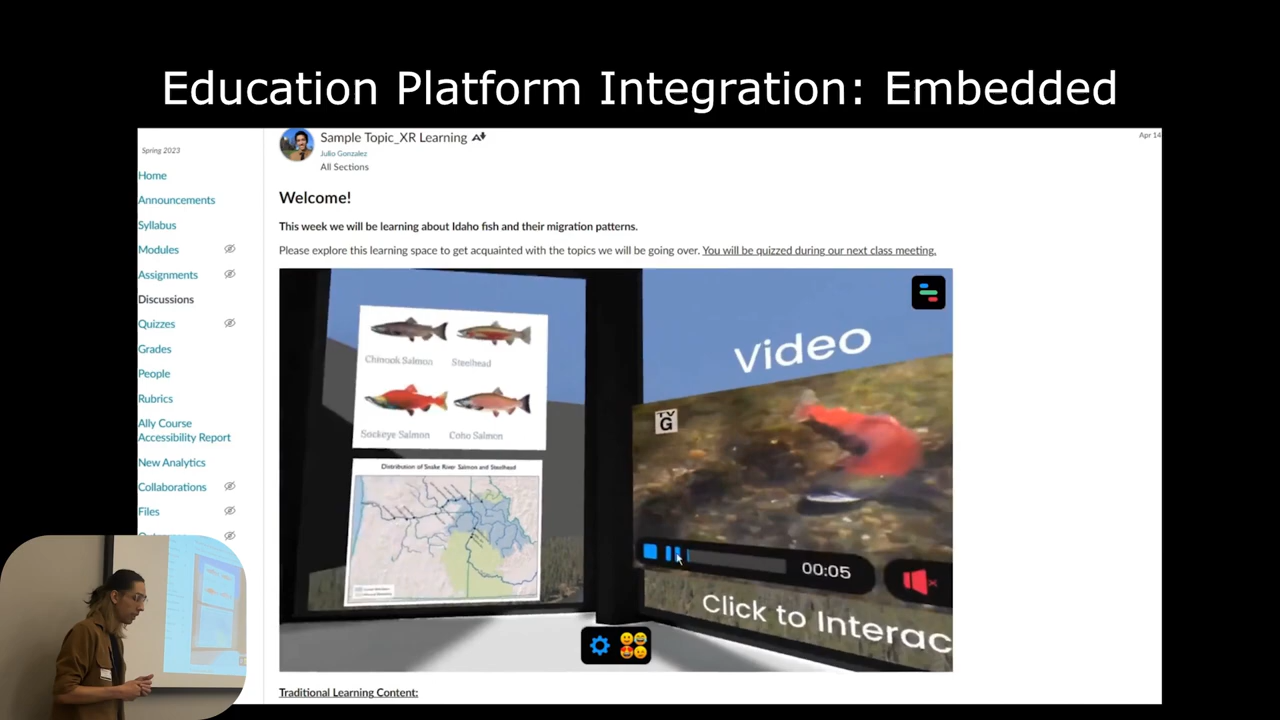 Education Platform Integration: Embedded
Spring 2023
Home
Announcements
Syllabus
Modules
Assignments
Discussions
Quizzes
Grades
People
Rubrics
Ally Course
Accessibility Report
New Analytics
Collaborations
Files
Sample Topic_XR Learning
Julio Gonzalez
All Sections
Apr 14
Welcome!
This week we will be learning about Idaho fish and their migration patterns.
Please explore this learning space to get acquainted with the topics we will be going over. You will be quizzed during our next class meeting.
Chinook Salmon
Steelhead
Sockeye Salmon
Coho Salmon
Distribution of Snake River Salmon and Steelhead
Video
TV
G
00:05
Click to Interac
Traditional Learning Content: